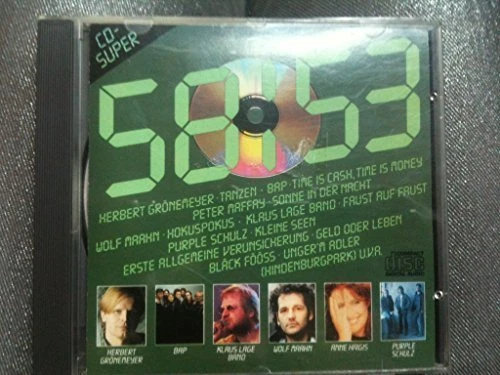 CD-
SUPER
58:53
HERBERT GRÖNEMEYER · TANZEN · BAP · TIME IS CASH, TIME IS MONEY
PETER MAFFAY · SONNE IN DER NACHT
WOLF MAAHN · HOKUSPOKUS · KLAUS LAGE BAND · FAUST AUF FAUST
PURPLE SCHULZ · KLEINE SEEN
ERSTE ALLGEMEINE VERUNSICHERUNG · GELD ODER LEBEN
BLÄCK FÖÖSS · UNGER'M ADLER
(HINDENBURGPARK) U.V.A.
COMPACT
DISC
DIGITAL AUDIO
HERBERT GRÖNEMEYER
BAP
KLAUS LAGE BAND
WOLF MAAHN
ANNE HAIGIS
PURPLE SCHULZ